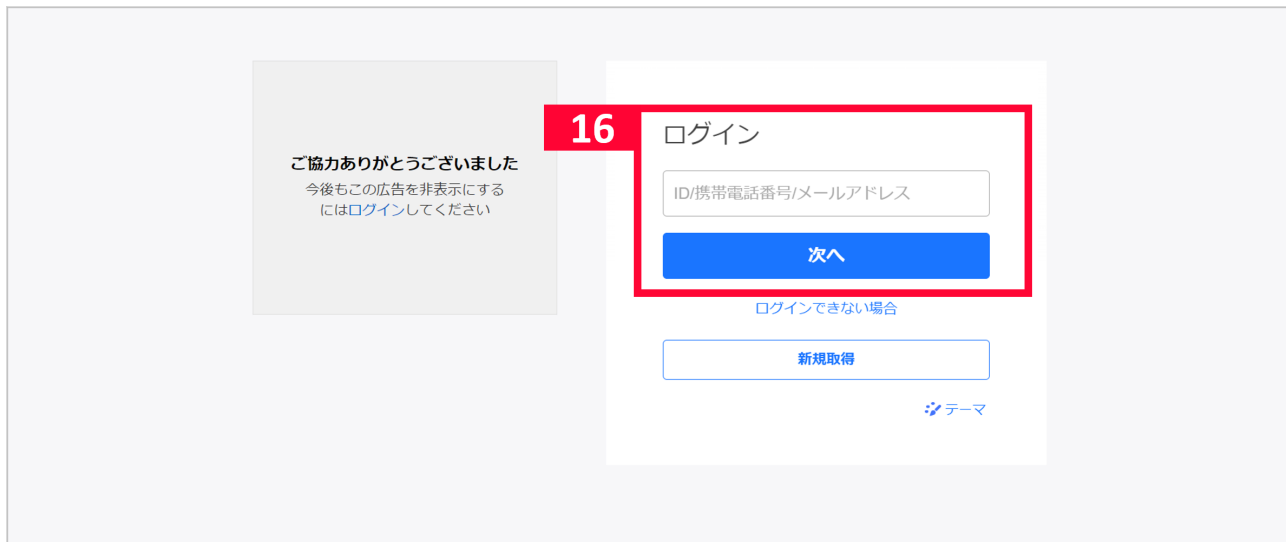 ご協力ありがとうございました
今後もこの広告を非表示にする
にはログインしてください
16
ログイン
ID/携帯電話番号/メールアドレス
次へ
ログインできない場合
新規取得
テーマ